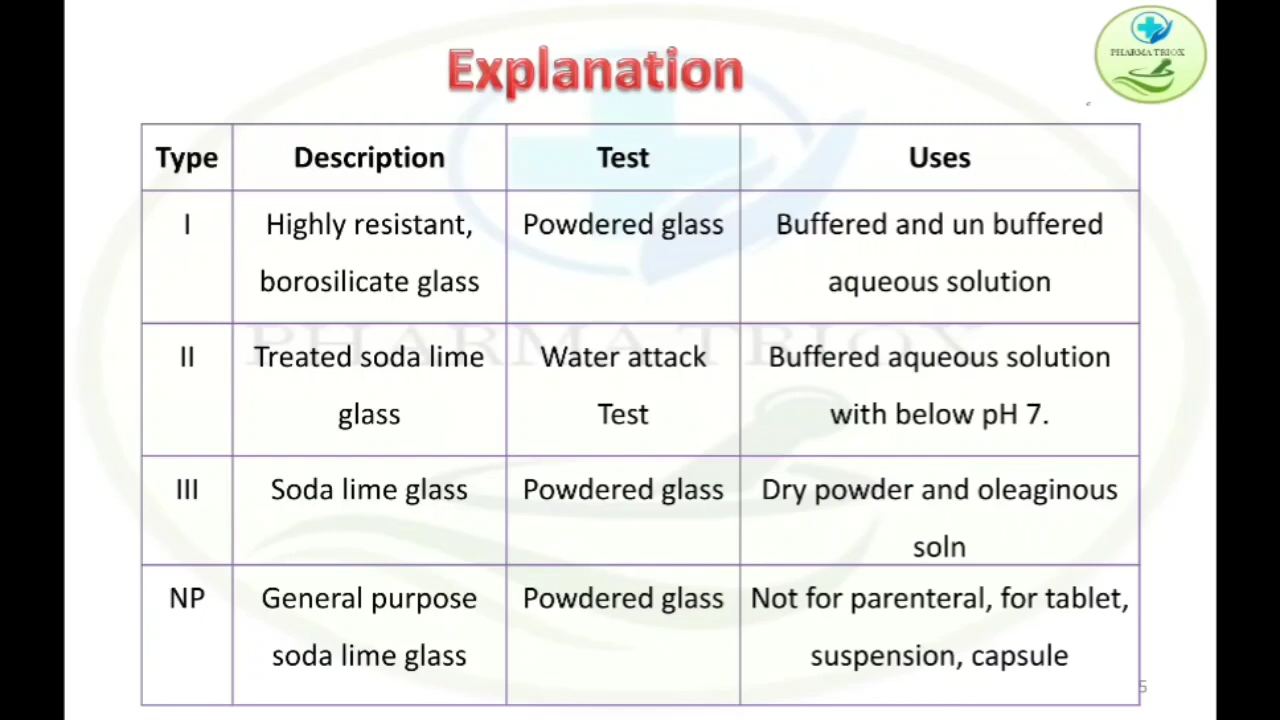 Explanation
PHARMA TRIOX
Type Description Test Uses
I Highly resistant, Powdered glass Buffered and un buffered
borosilicate glass aqueous solution
II Treated soda lime Water attack Buffered aqueous solution
glass Test with below pH 7.
III Soda lime glass Powdered glass Dry powder and oleaginous
soln
NP General purpose Powdered glass Not for parenteral, for tablet,
soda lime glass suspension, capsule
PHARMA TRIOX
5